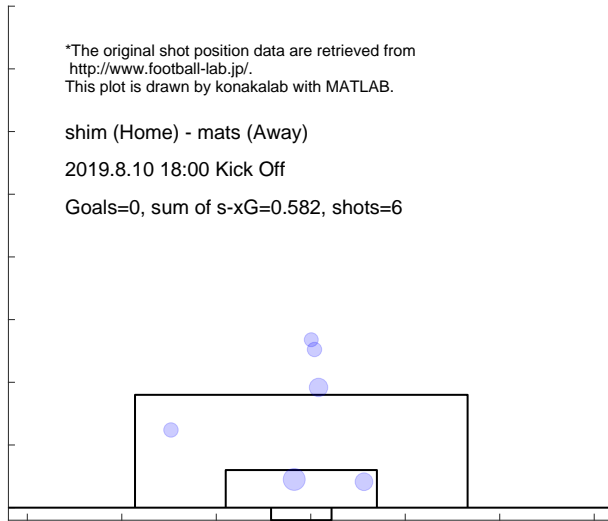 *The original shot position data are retrieved from
http://www.football-lab.jp/.
This plot is drawn by konakalab with MATLAB.
shim (Home) - mats (Away)
2019.8.10 18:00 Kick Off
Goals=0, sum of s-xG=0.582, shots=6